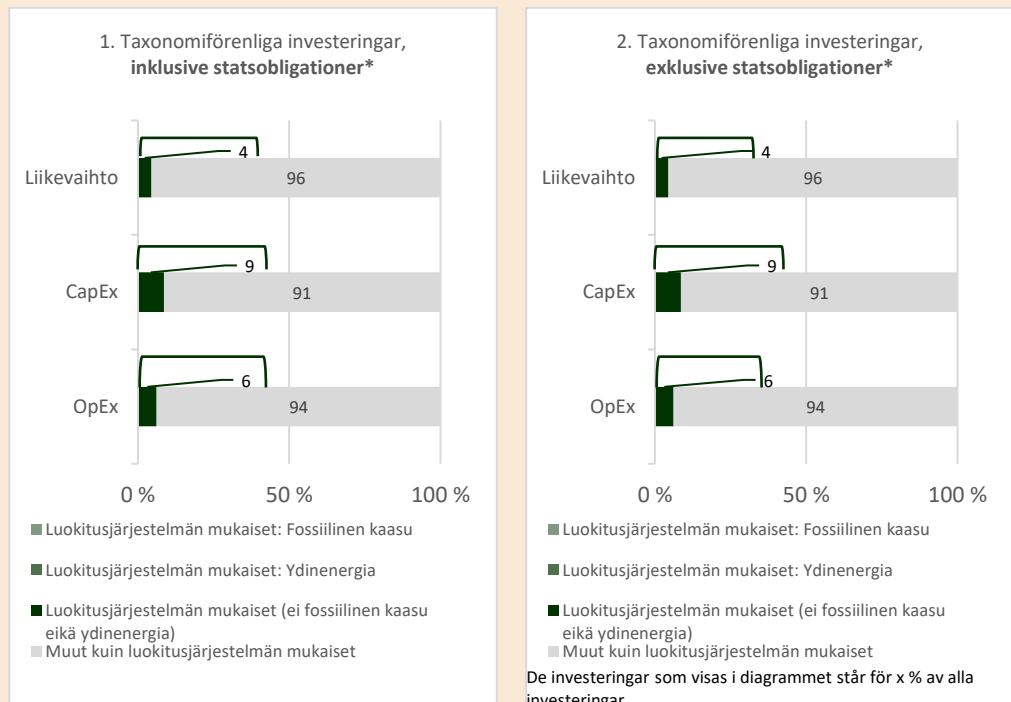 1. Taxonomiförenliga investeringar,
inklusive statsobligationer*
Liikevaihto
4
96
CapEx
9
91
OpEx
6
94
0 %
50 %
100 %
Luokitusjärjestelmän mukaiset: Fossiilinen kaasu
Luokitusjärjestelmän mukaiset: Ydinenergia
Luokitusjärjestelmän mukaiset (ei fossiilinen kaasu
eikä ydinenergia)
Muut kuin luokitusjärjestelmän mukaiset
2. Taxonomiförenliga investeringar,
exklusive statsobligationer*
Liikevaihto
4
96
CapEx
9
91
OpEx
6
94
0 %
50 %
100 %
Luokitusjärjestelmän mukaiset: Fossiilinen kaasu
Luokitusjärjestelmän mukaiset: Ydinenergia
Luokitusjärjestelmän mukaiset (ei fossiilinen kaasu
eikä ydinenergia)
Muut kuin luokitusjärjestelmän mukaiset
De investeringar som visas i diagrammet står för x % av alla
investeringar